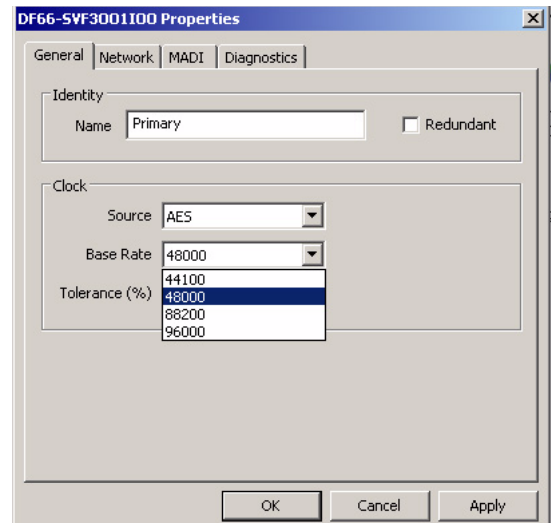 DF66-SVF3001I00 Properties
General Network MADI Diagnostics
Identity
Name Primary Redundant
Clock
Source AES
Base Rate 48000
44100
Tolerance (%) 48000
88200
96000
OK Cancel Apply